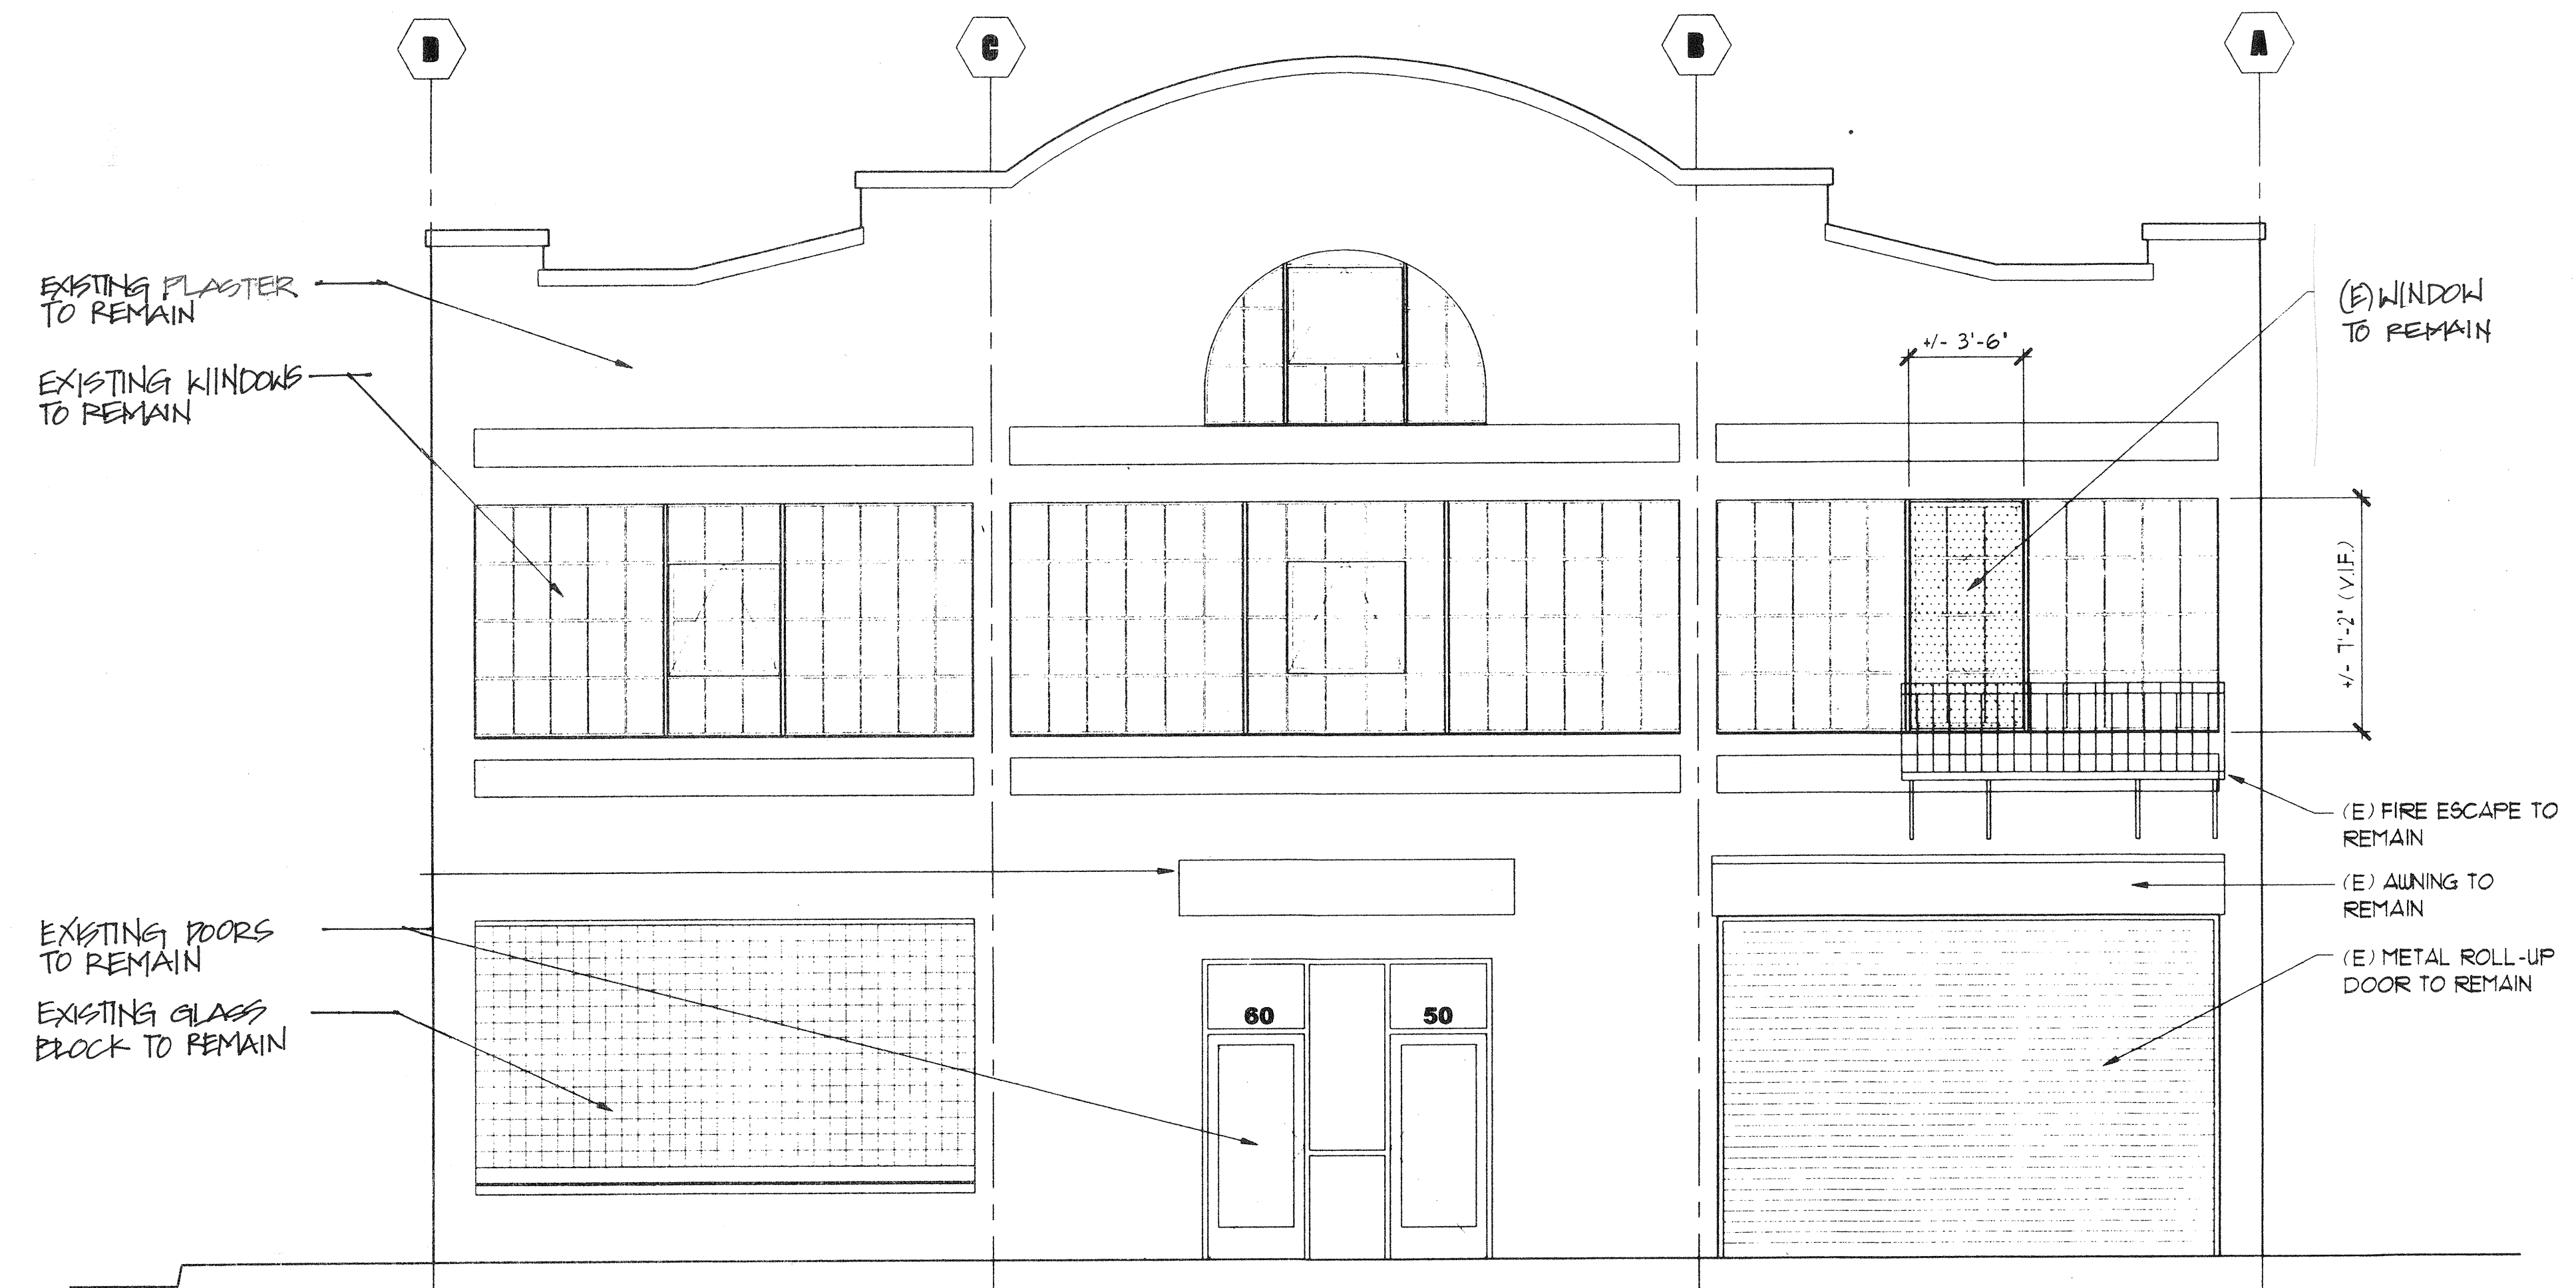 D
C
B
A
EXISTING PLASTER
TO REMAIN
EXISTING WINDOWS
TO REMAIN
(E) WINDOW
TO REMAIN
+/- 3'-6"
+/- 7'-2" (V.I.F.)
(E) FIRE ESCAPE TO
REMAIN
(E) AWNING TO
REMAIN
(E) METAL ROLL-UP
DOOR TO REMAIN
EXISTING DOORS
TO REMAIN
EXISTING GLASS
BLOCK TO REMAIN
60
50